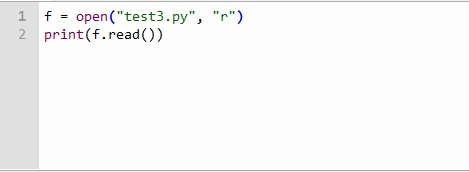 1 f = open("test3.py", "r")
2 print(f.read())